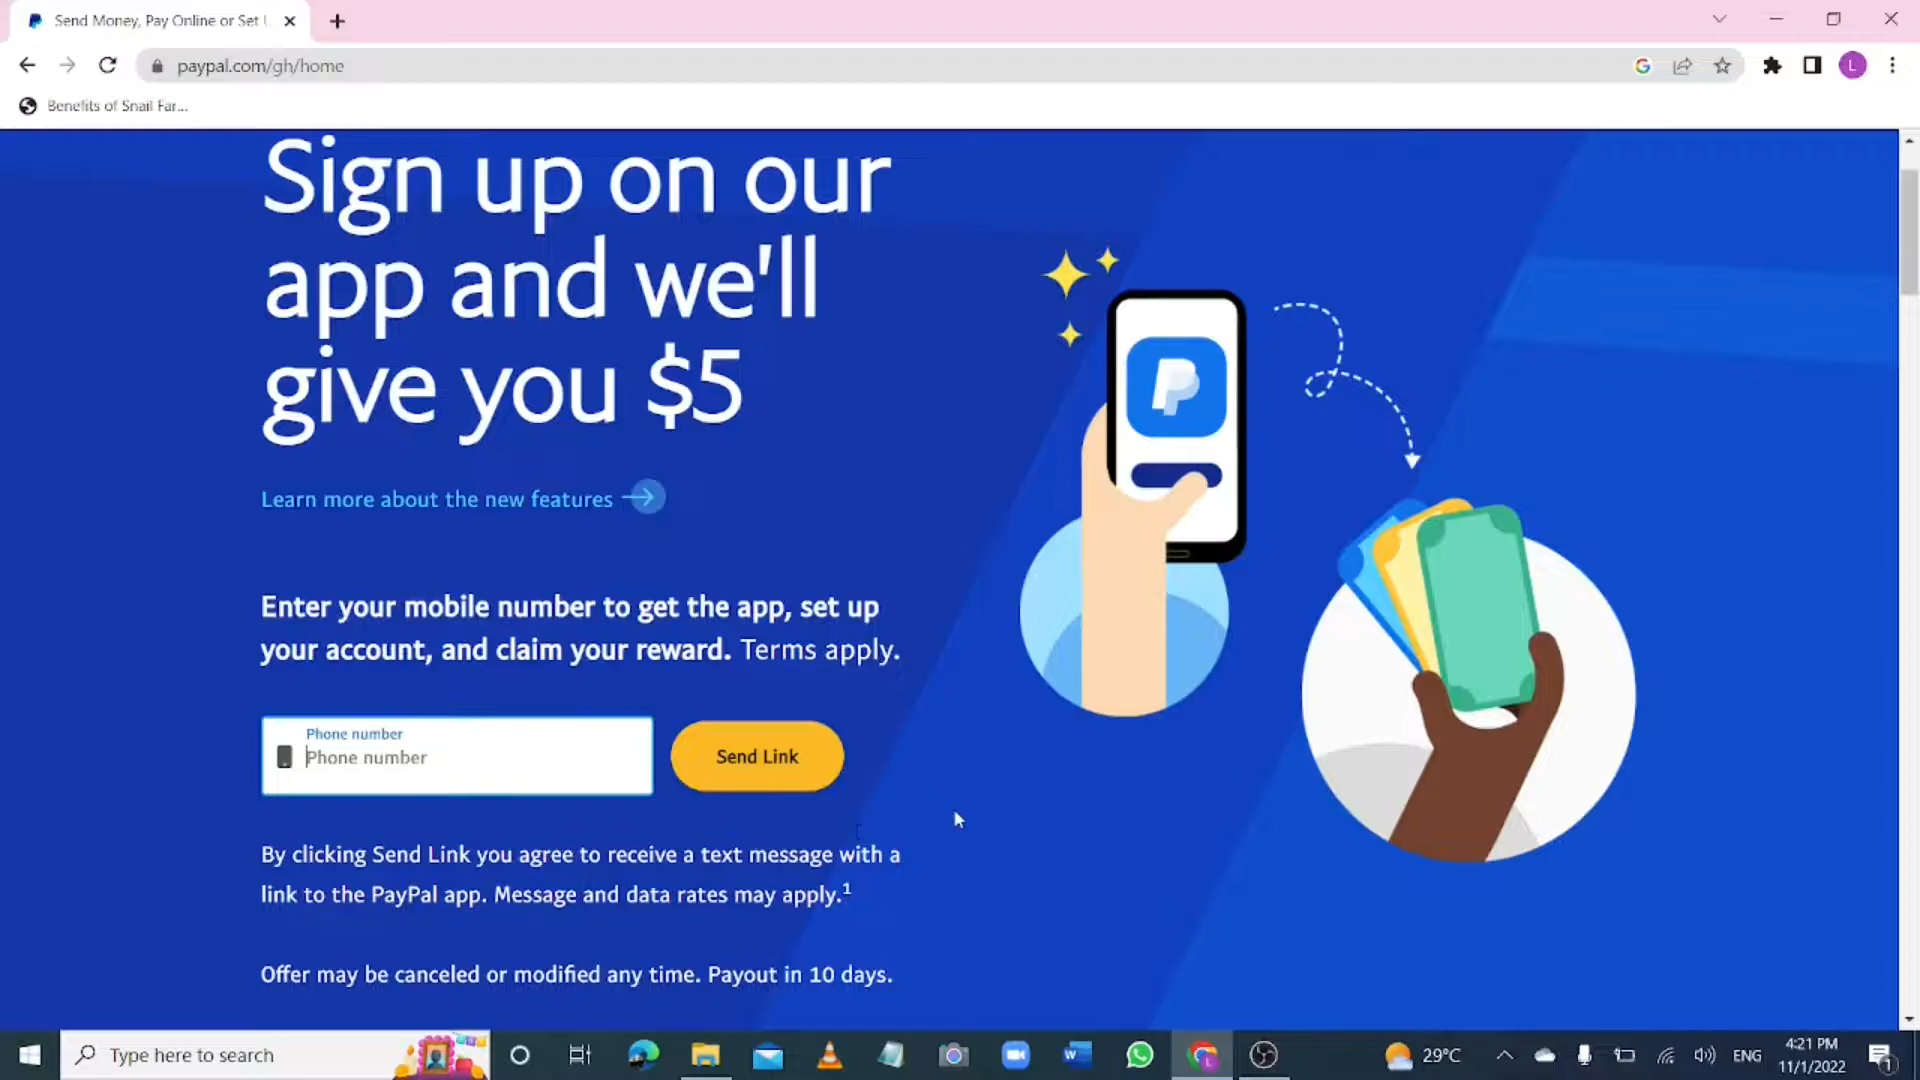 Send Money, Pay Online or Set U
paypal.com/gh/home
L
Benefits of Snail Far...
Sign up on our
app and we'll
give you $5
Learn more about the new features
Enter your mobile number to get the app, set up
your account, and claim your reward. Terms apply.
Phone number
Phone number
Send Link
By clicking Send Link you agree to receive a text message with a
link to the PayPal app. Message and data rates may apply.1
Offer may be canceled or modified any time. Payout in 10 days.
Type here to search
29°C
ENG
4:21 PM
11/1/2022
1